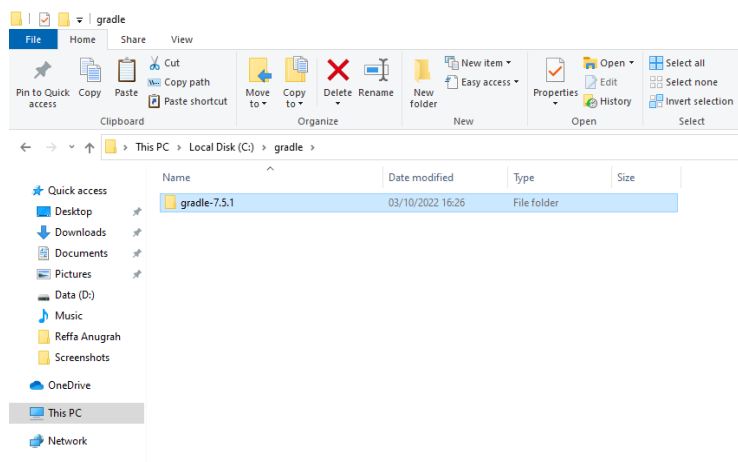 gradle
File Home Share View
Pin to Quick access
Copy
Paste
Cut
Copy path
Paste shortcut
Clipboard
Move to
Copy to
Delete
Rename
Organize
New folder
New item
Easy access
New
Properties
Open
Edit
History
Open
Select all
Select none
Invert selection
Select
This PC > Local Disk (C:) > gradle >
Name Date modified Type Size
gradle-7.5.1 03/10/2022 16:26 File folder
Quick access
Desktop
Downloads
Documents
Pictures
Data (D:)
Music
Reffa Anugrah
Screenshots
OneDrive
This PC
Network